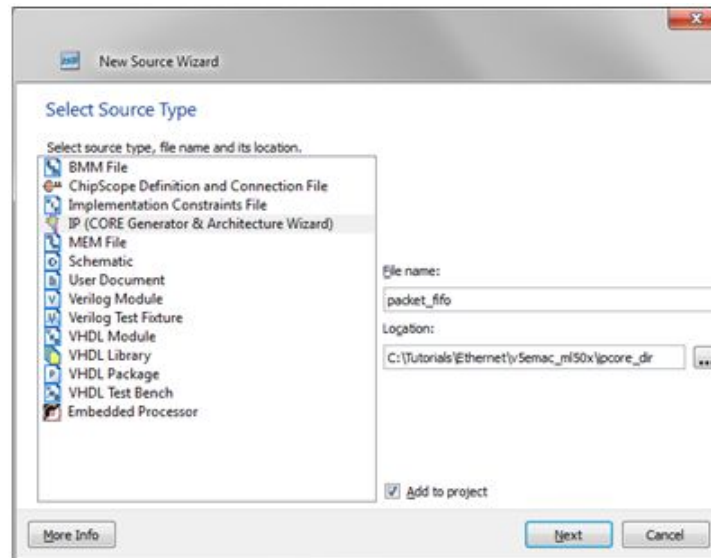 New Source Wizard
Select Source Type
Select source type, file name and its location.
BMM File
ChipScope Definition and Connection File
Implementation Constraints File
IP (CORE Generator & Architecture Wizard)
MEM File
Schematic
User Document
Verilog Module
Verilog Test Fixture
VHDL Module
VHDL Library
VHDL Package
VHDL Test Bench
Embedded Processor
File name:
packet_fifo
Location:
C:\Tutorials\Ethernet\v5emac_ml50x\ipcore_dir
...
Add to project
More Info
Next
Cancel